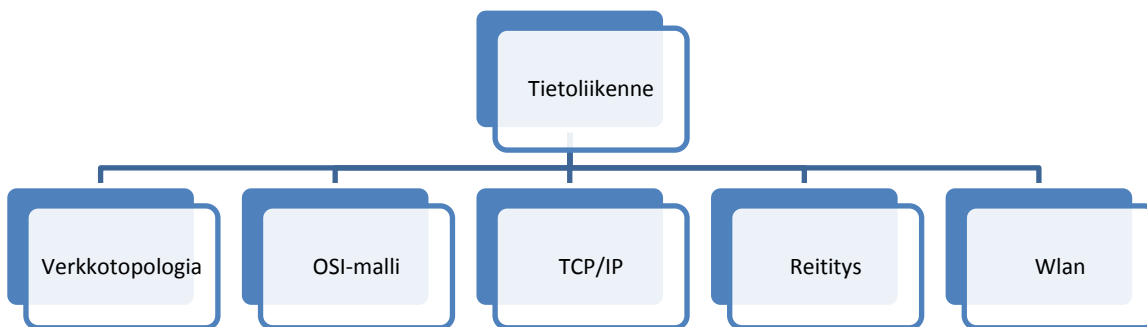 Tietoliikenne
Verkkotopologia
OSI-malli
TCP/IP
Reititys
Wlan